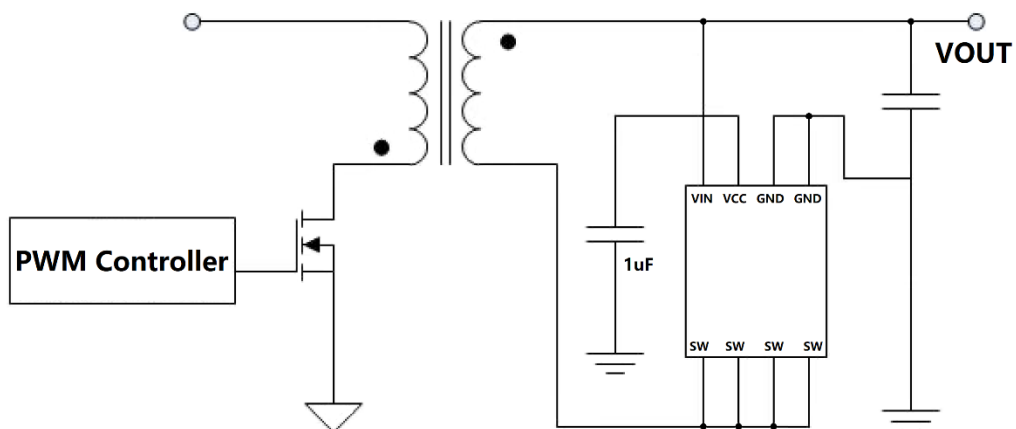 VOUT
VIN VCC GND GND
PWM Controller
1uF
SW SW SW SW